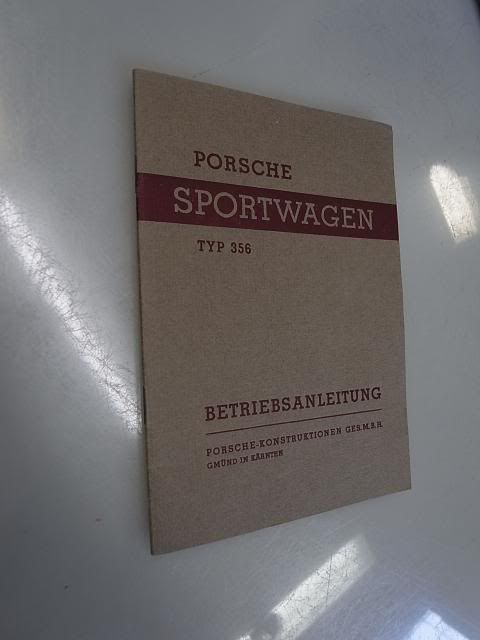 PORSCHE
SPORTWAGEN
TYP 356
BETRIEBSANLEITUNG
PORSCHE-KONSTRUKTIONEN GES.M.B.H.
GMÜND IN KÄRNTEN